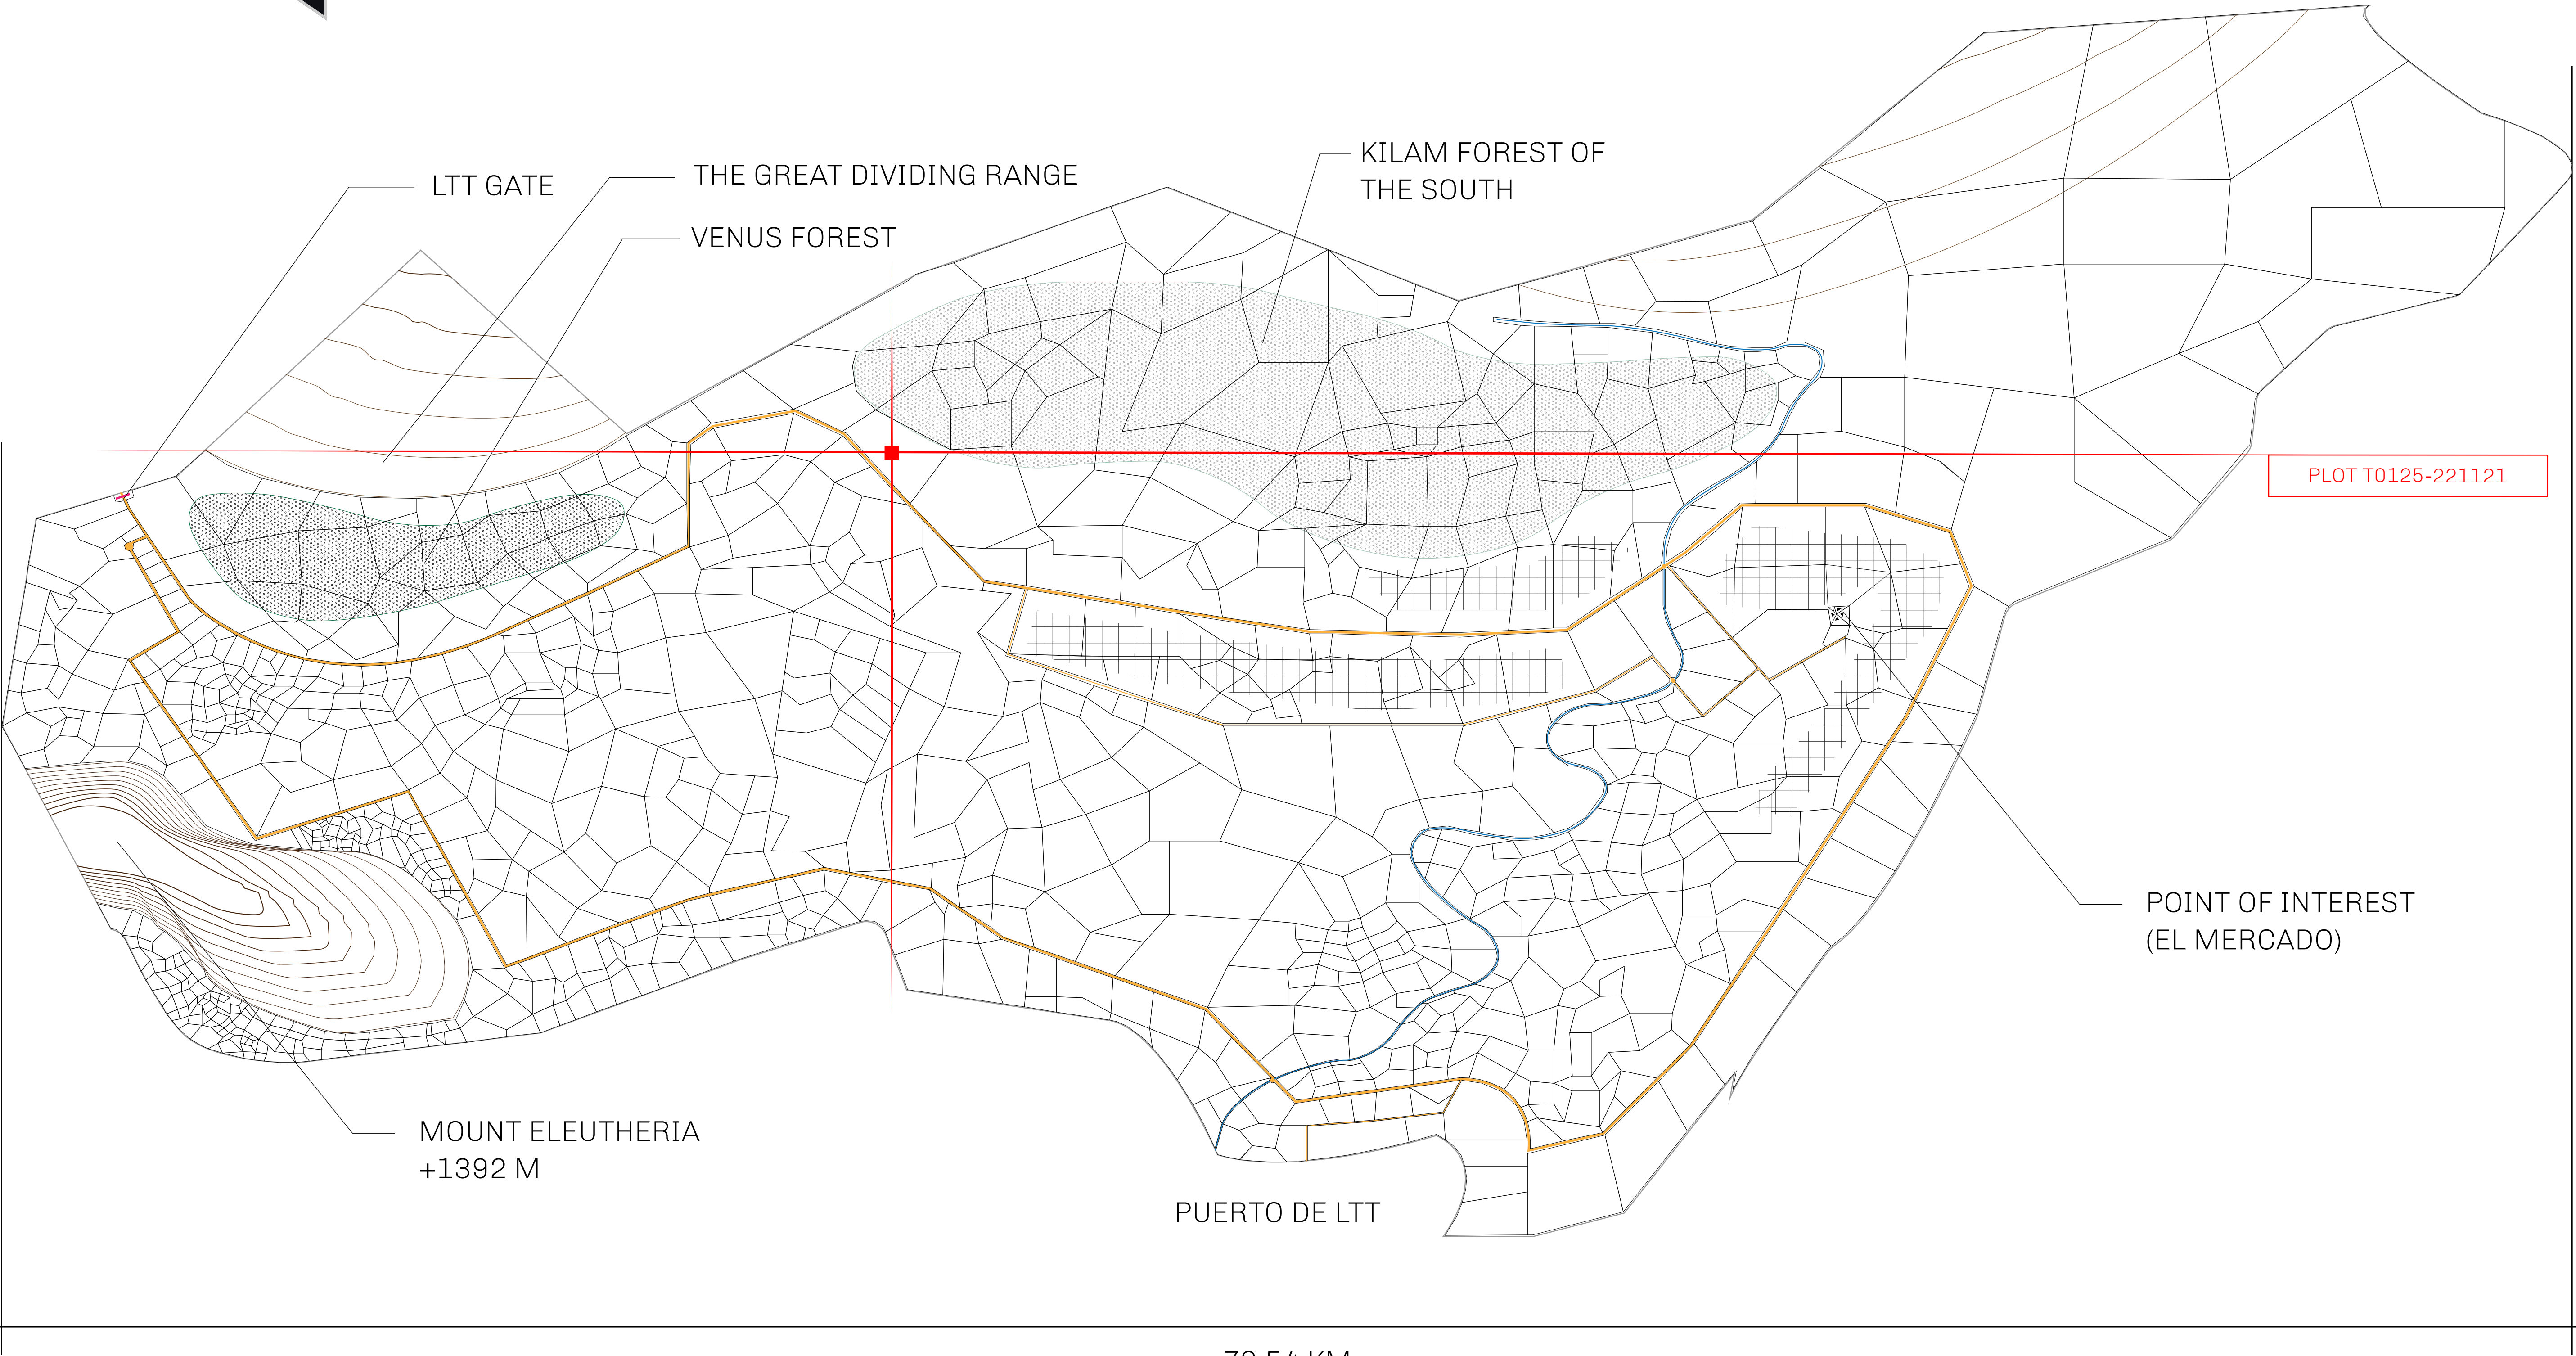 KILAM FOREST OF
THE SOUTH
LTT GATE
THE GREAT DIVIDING RANGE
VENUS FOREST
PLOT T0125-221121
POINT OF INTEREST
(EL MERCADO)
MOUNT ELEUTHERIA
+1392 M
PUERTO DE LTT
KM